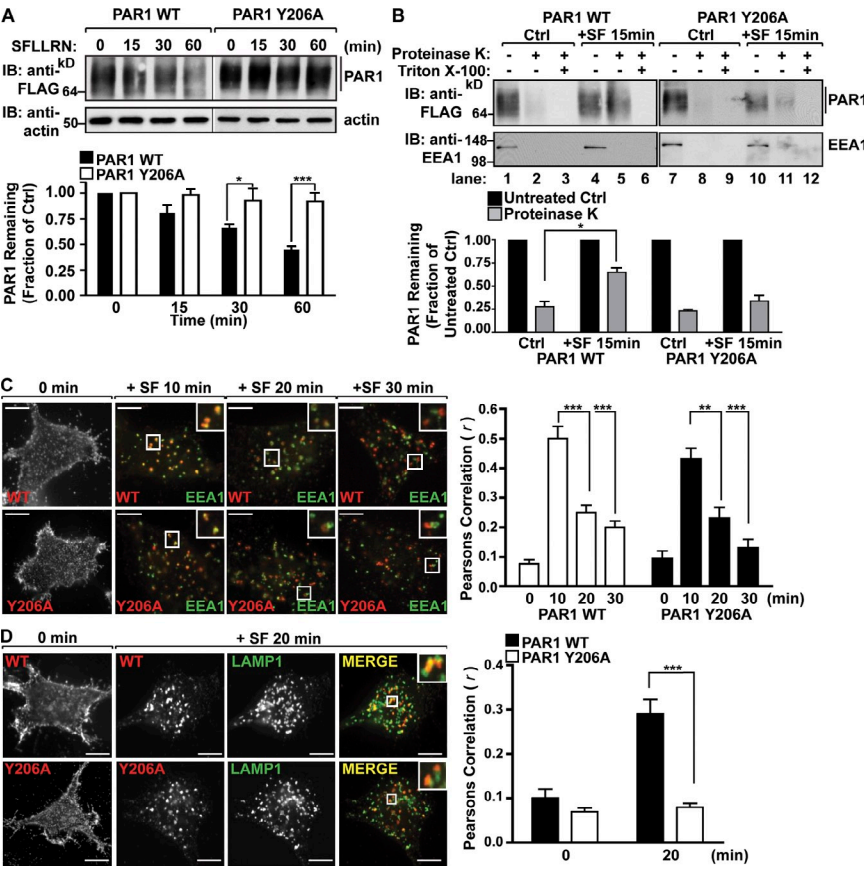 A
PAR1 WT PAR1 Y206A
SFLLRN: 0 15 30 60 0 15 30 60 (min)
IB: anti-FLAG kD 64 PAR1
IB: anti-actin 50 actin
PAR1 WT
PAR1 Y206A
PAR1 Remaining
(Fraction of Ctrl)
1.00
0.75
0.50
0.25
0.00
* ***
0 15 30 60
Time (min)
B
PAR1 WT PAR1 Y206A
Ctrl +SF 15min Ctrl +SF 15min
Proteinase K: - + + - + + - + + - + +
Triton X-100: - - + - - + - - + - - +
IB: anti-FLAG kD 64 PAR1
IB: anti-EEA1 148 98 EEA1
lane: 1 2 3 4 5 6 7 8 9 10 11 12
Untreated Ctrl
Proteinase K
PAR1 Remaining
(Fraction of
Untreated Ctrl)
1.00
0.75
0.50
0.25
0.00
*
Ctrl +SF 15min Ctrl +SF 15min
PAR1 WT PAR1 Y206A
C
0 min + SF 10 min + SF 20 min +SF 30 min
WT WT EEA1 WT EEA1 WT EEA1
Y206A Y206A EEA1 Y206A EEA1 Y206A EEA1
Pearsons Correlation (r)
0.6
0.5
0.4
0.3
0.2
0.1
0.0
*** *** ** ***
0 10 20 30 0 10 20 30 (min)
PAR1 WT PAR1 Y206A
D
0 min + SF 20 min
WT WT LAMP1 MERGE
Y206A Y206A LAMP1 MERGE
PAR1 WT
PAR1 Y206A
Pearsons Correlation (r)
0.4
0.3
0.2
0.1
0.0
***
0 20 (min)